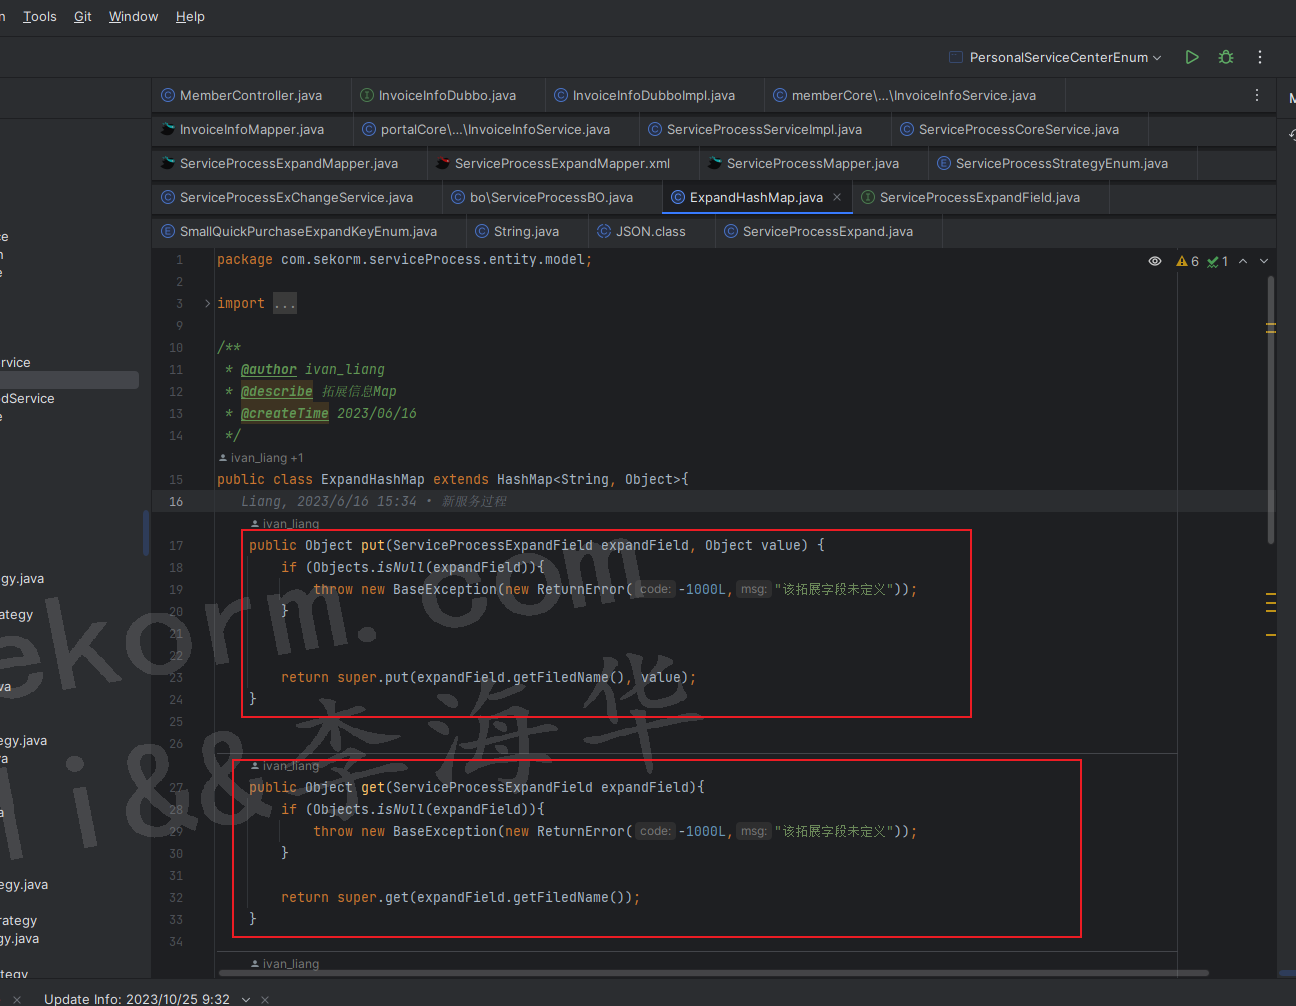 Tools Git Window Help
PersonalServiceCenterEnum
MemberController.java InvoiceInfoDubbo.java InvoiceInfoDubboImpl.java memberCore\...\InvoiceInfoService.java
InvoiceInfoMapper.java portalCore\...\InvoiceInfoService.java ServiceProcessServiceImpl.java ServiceProcessCoreService.java
ServiceProcessExpandMapper.java ServiceProcessExpandMapper.xml ServiceProcessMapper.java ServiceProcessStrategyEnum.java
ServiceProcessExChangeService.java bo\ServiceProcessBO.java ExpandHashMap.java ServiceProcessExpandField.java
SmallQuickPurchaseExpandKeyEnum.java String.java JSON.class ServiceProcessExpand.java
1 package com.sekorm.serviceProcess.entity.model; 6 1
2
3 import ...
9
10 /**
11 * @author ivan_liang
12 * @describe 拓展信息Map
13 * @createTime 2023/06/16
14 */
ivan_liang +1
15 public class ExpandHashMap extends HashMap<String, Object>{
16 Liang, 2023/6/16 15:34 • 新服务过程
ivan_liang
17 public Object put(ServiceProcessExpandField expandField, Object value) {
18 if (Objects.isNull(expandField)){
19 throw new BaseException(new ReturnError( code: -1000L, msg: "该拓展字段未定义"));
20 }
21
22
23 return super.put(expandField.getFiledName(), value);
24 }
25
26
ivan_liang
27 public Object get(ServiceProcessExpandField expandField){
28 if (Objects.isNull(expandField)){
29 throw new BaseException(new ReturnError( code: -1000L, msg: "该拓展字段未定义"));
30 }
31
32 return super.get(expandField.getFiledName());
33 }
34
ivan_liang
rvice
dService
gy.java
ategy
va
egy.java
a
egy.java
rategy
gy.java
ategy
ekorm.com
li&&李海华
Update Info: 2023/10/25 9:32